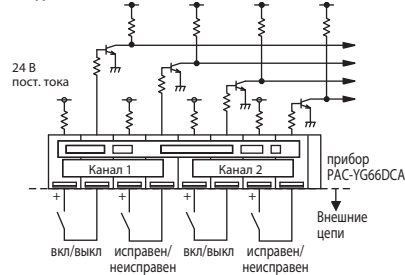 24 В
пост. тока
Канал 1
Канал 2
прибор
PAC-YG66DCA
+
+
+
+
Внешние
цепи
вкл/выкл
исправен/
неисправен
вкл/выкл
исправен/
неисправен